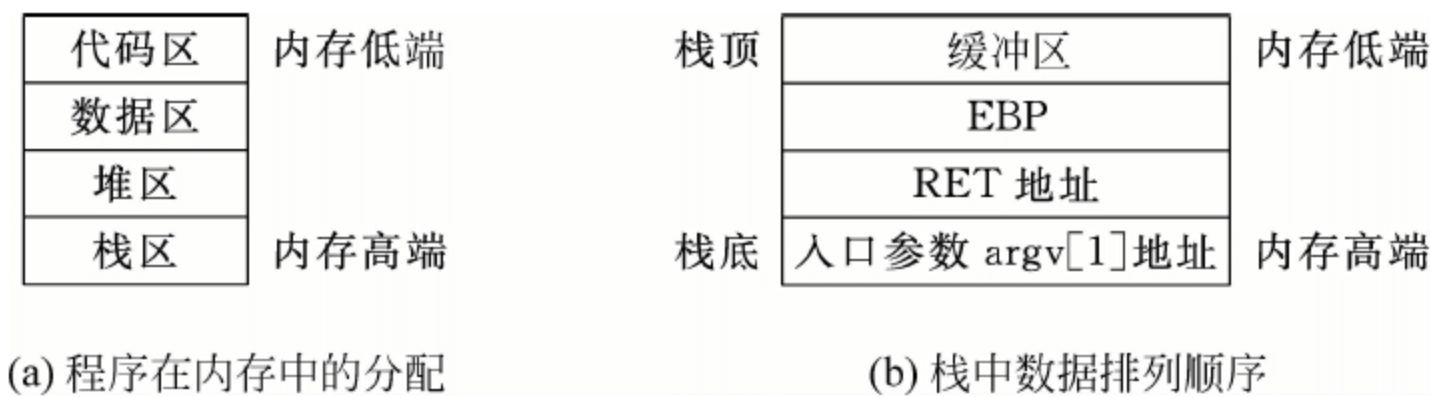 代码区 内存低端 栈顶 缓冲区 内存低端
数据区 EBP
堆区 RET 地址
栈区 内存高端 栈底 入口参数 argv[1]地址 内存高端
(a) 程序在内存中的分配 (b) 栈中数据排列顺序